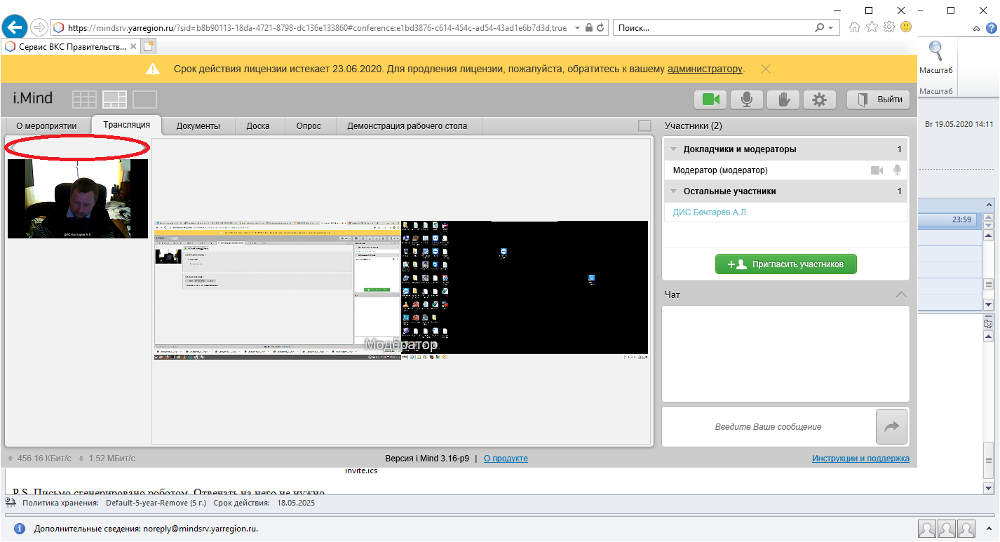 https://mindsrv.yarregion.ru/?sid=b8b90113-18da-4721-8798-dc136e133860#conference:e1bd3876-c614-454c-ad54-43ad1e6b7d3d,true
Поиск...
Сервис ВКС Правительств...
Срок действия лицензии истекает 23.06.2020. Для продления лицензии, пожалуйста, обратитесь к вашему администратору.
Масштаб
Масштаб
i.Mind
Выйти
О мероприятии
Трансляция
Документы
Доска
Опрос
Демонстрация рабочего стола
Участники (2)
Вт 19.05.2020 14:11
Докладчики и модераторы 1
Модератор (модератор)
Остальные участники 1
ДИС Бочтарев А.Л.
23:59
ДИС Бочтарев А.Л.
Пригласить участников
Чат
Модератор
Введите Ваше сообщение
456.16 КБит/с 1.52 МБит/с
Версия i.Mind 3.16-p9 | О продукте
Инструкции и поддержка
invite.ics
P.S. Письмо сгенерировано роботом. Отвечать на него не нужно
Политика хранения: Default-5-year-Remove (5 г.) Срок действия: 18.05.2025
Дополнительные сведения: noreply@mindsrv.yarregion.ru.